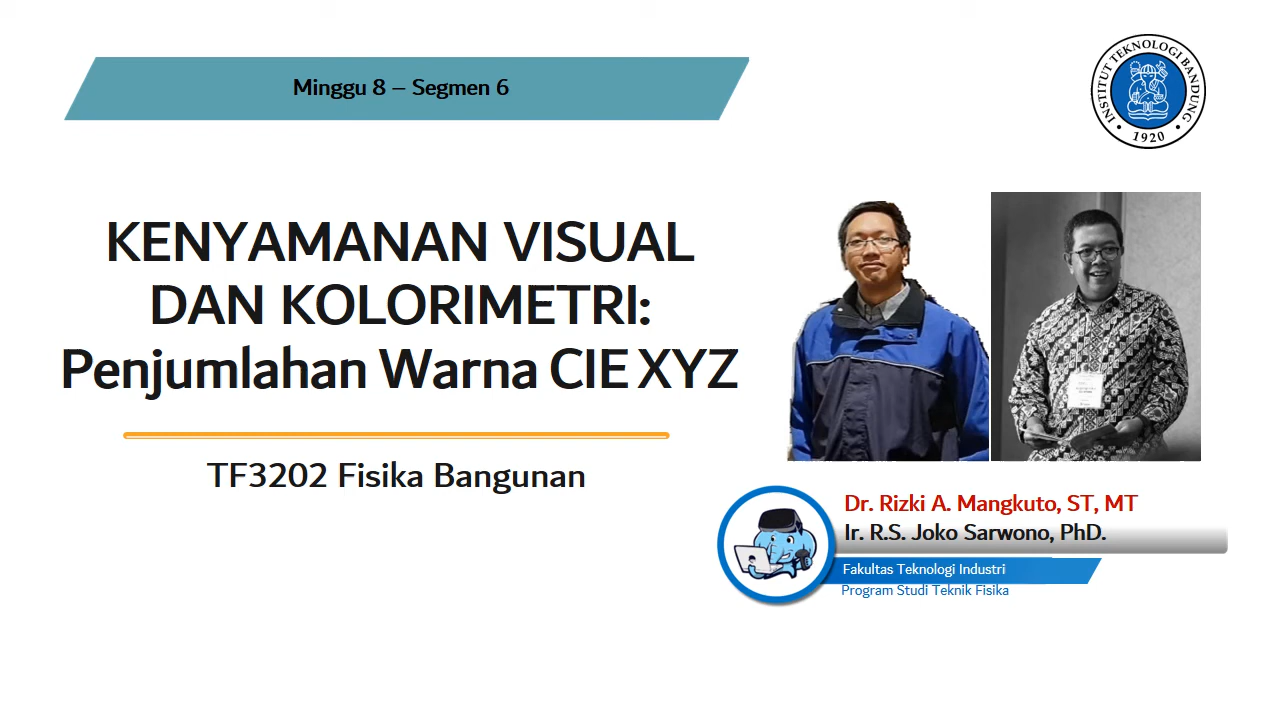 Minggu 8 – Segmen 6
INSTITUT TEKNOLOGI BANDUNG
1920
KENYAMANAN VISUAL
DAN KOLORIMETRI:
Penjumlahan Warna CIE XYZ
TF3202 Fisika Bangunan
Dr. Rizki A. Mangkuto, ST, MT
Ir. R.S. Joko Sarwono, PhD.
Fakultas Teknologi Industri
Program Studi Teknik Fisika